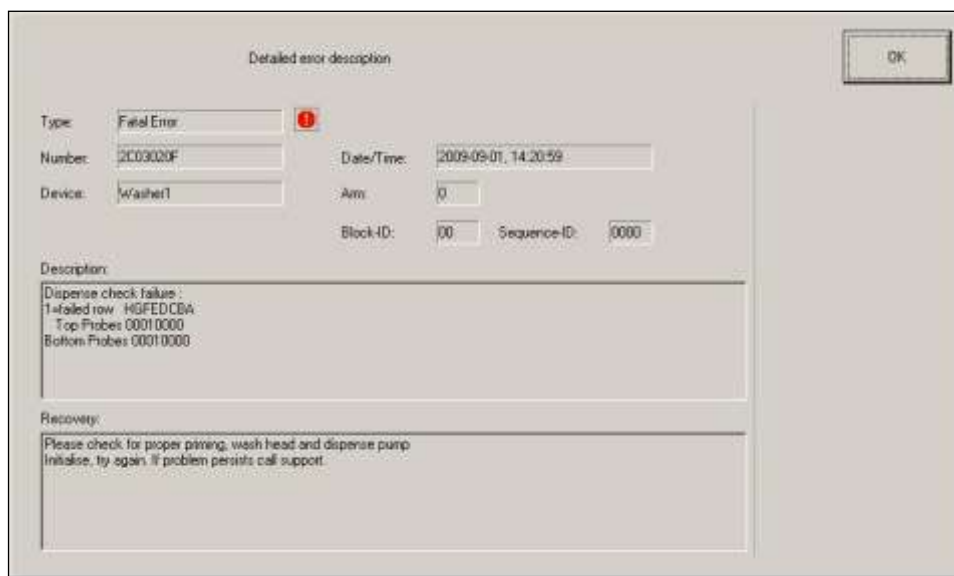 Detailed error description
OK
Type: Fatal Error
Number: 2C03020F Date/Time: 2009-09-01, 14:20:59
Device: Washer1 Arm: 0
Block-ID: 00 Sequence-ID: 0000
Description:
Dispense check failure :
1=failed row HGFEDCBA
Top Probes 00010000
Bottom Probes 00010000
Recovery:
Please check for proper priming, wash head and dispense pump
Initialise, try again. If problem persists call support.